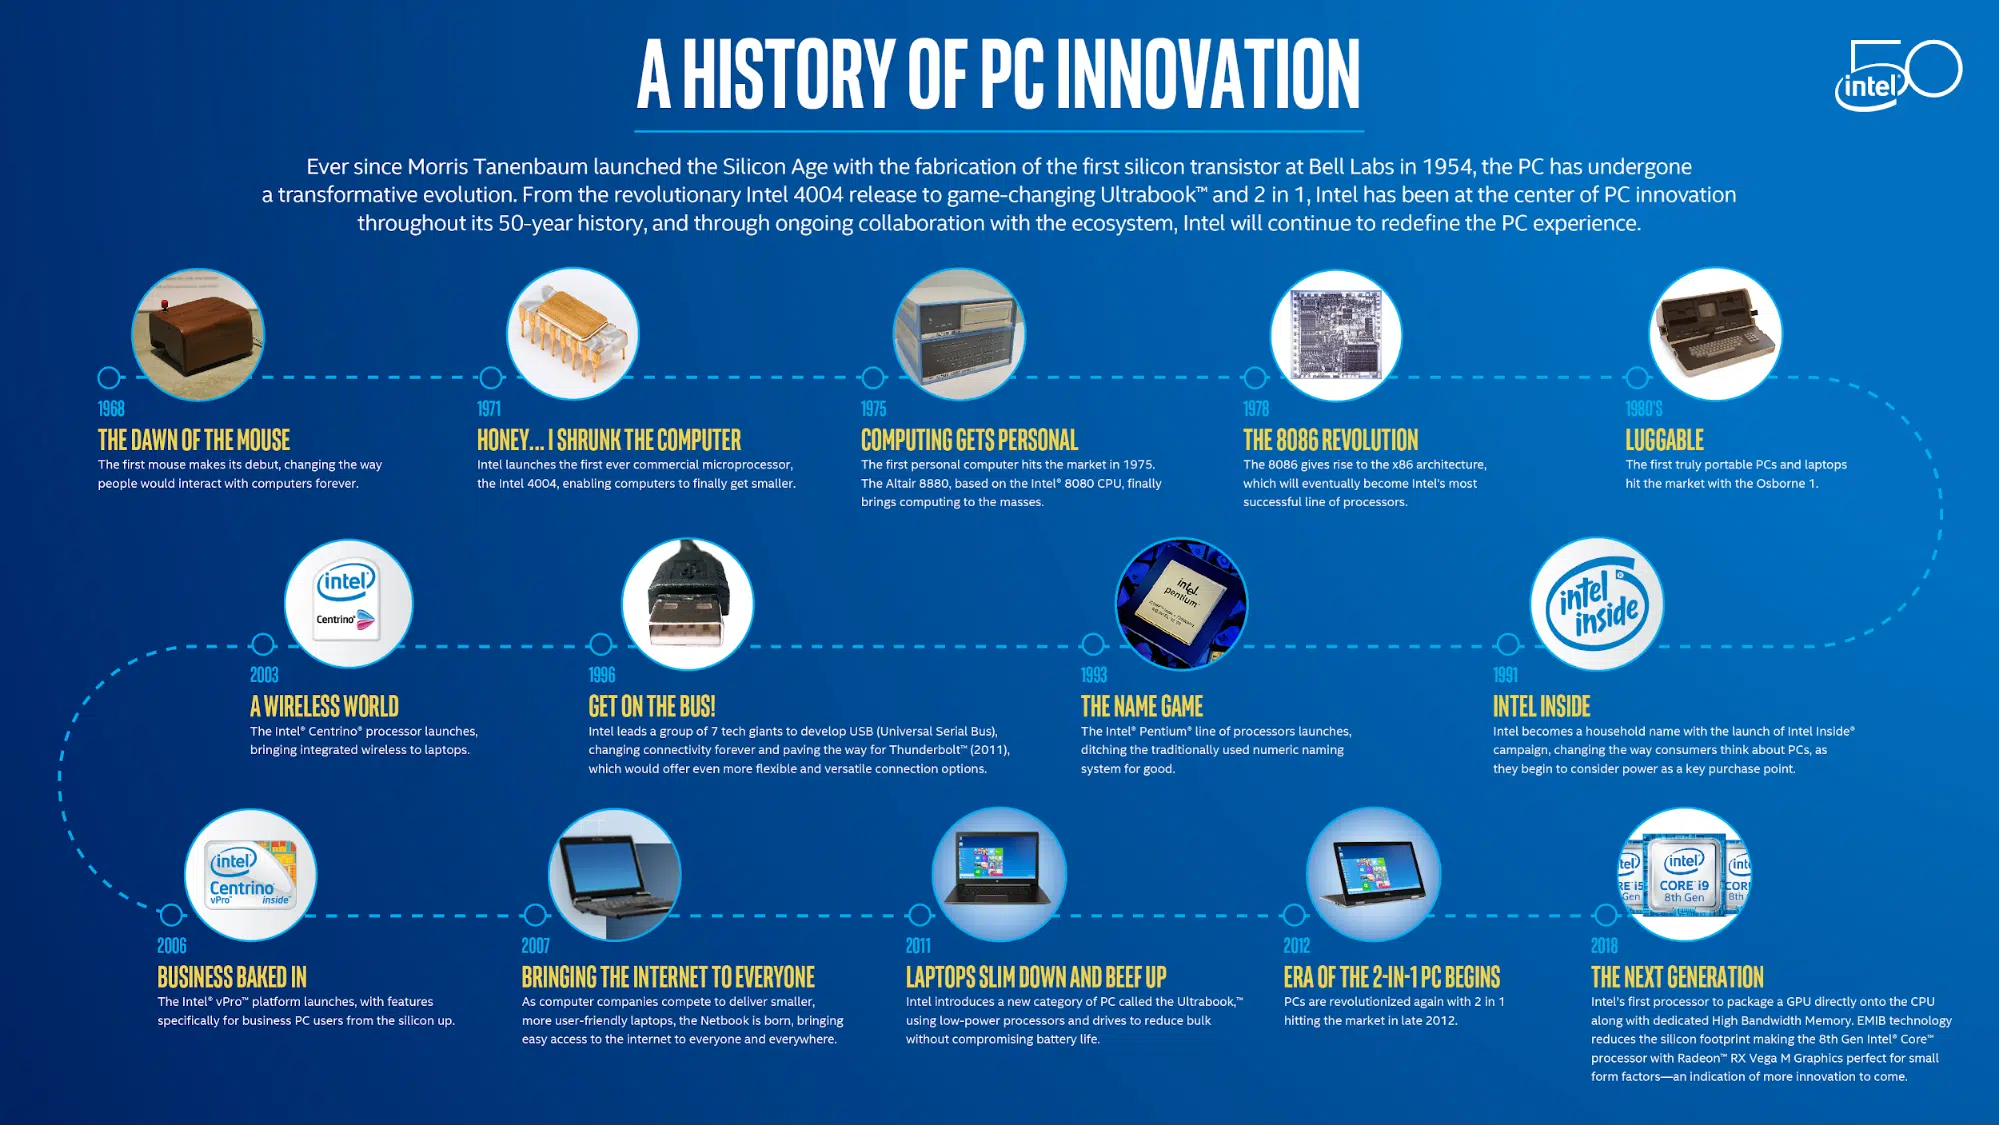 A HISTORY OF PC INNOVATION
intel 50
Ever since Morris Tanenbaum launched the Silicon Age with the fabrication of the first silicon transistor at Bell Labs in 1954, the PC has undergone
a transformative evolution. From the revolutionary Intel 4004 release to game-changing Ultrabook™ and 2 in 1, Intel has been at the center of PC innovation
throughout its 50-year history, and through ongoing collaboration with the ecosystem, Intel will continue to redefine the PC experience.
1968
THE DAWN OF THE MOUSE
The first mouse makes its debut, changing the way
people would interact with computers forever.
1971
HONEY... I SHRUNK THE COMPUTER
Intel launches the first ever commercial microprocessor,
the Intel 4004, enabling computers to finally get smaller.
1975
COMPUTING GETS PERSONAL
The first personal computer hits the market in 1975.
The Altair 8880, based on the Intel® 8080 CPU, finally
brings computing to the masses.
1978
THE 8086 REVOLUTION
The 8086 gives rise to the x86 architecture,
which will eventually become Intel's most
successful line of processors.
1980'S
LUGGABLE
The first truly portable PCs and laptops
hit the market with the Osborne 1.
intel
Centrino
2003
A WIRELESS WORLD
The Intel® Centrino® processor launches,
bringing integrated wireless to laptops.
1996
GET ON THE BUS!
Intel leads a group of 7 tech giants to develop USB (Universal Serial Bus),
changing connectivity forever and paving the way for Thunderbolt™ (2011),
which would offer even more flexible and versatile connection options.
intel
pentium
1993
THE NAME GAME
The Intel® Pentium® line of processors launches,
ditching the traditionally used numeric naming
system for good.
intel
inside
1991
INTEL INSIDE
Intel becomes a household name with the launch of Intel Inside®
campaign, changing the way consumers think about PCs, as
they begin to consider power as a key purchase point.
intel
Centrino
vPro™ inside™
2006
BUSINESS BAKED IN
The Intel® vPro™ platform launches, with features
specifically for business PC users from the silicon up.
2007
BRINGING THE INTERNET TO EVERYONE
As computer companies compete to deliver smaller,
more user-friendly laptops, the Netbook is born, bringing
easy access to the internet to everyone and everywhere.
2011
LAPTOPS SLIM DOWN AND BEEF UP
Intel introduces a new category of PC called the Ultrabook,™
using low-power processors and drives to reduce bulk
without compromising battery life.
2012
ERA OF THE 2-IN-1 PC BEGINS
PCs are revolutionized again with 2 in 1
hitting the market in late 2012.
intel
CORE i9
8th Gen
2018
THE NEXT GENERATION
Intel's first processor to package a GPU directly onto the CPU
along with dedicated High Bandwidth Memory. EMIB technology
reduces the silicon footprint making the 8th Gen Intel® Core™
processor with Radeon™ RX Vega M Graphics perfect for small
form factors—an indication of more innovation to come.